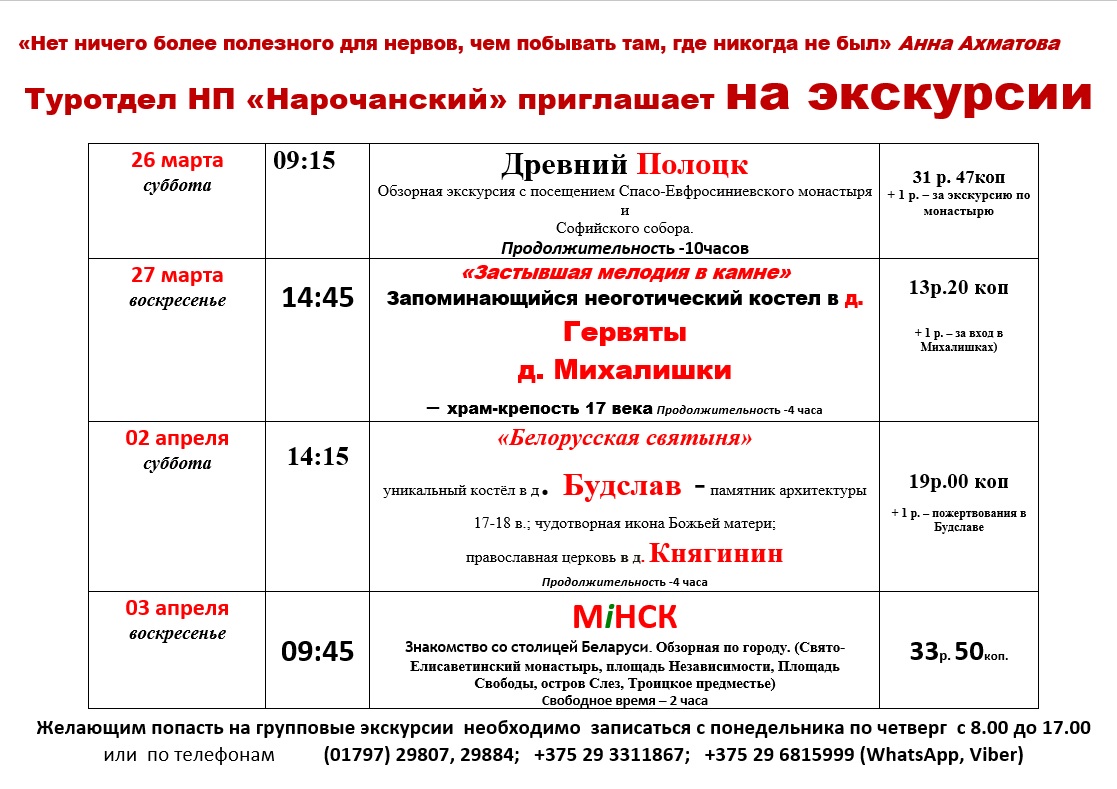 «Нет ничего более полезного для нервов, чем побывать там, где никогда не был» Анна Ахматова
Туротдел НП «Нарочанский» приглашает на экскурсии
26 марта
суббота
09:15
Древний Полоцк
Обзорная экскурсия с посещением Спасо-Евфросиниевского монастыря
и
Софийского собора.
Продолжительность -10часов
31 р. 47коп
+ 1 р. – за экскурсию по
монастырю
27 марта
воскресенье
14:45
«Застывшая мелодия в камне»
Запоминающийся неоготический костел в д.
Гервяты
д. Михалишки
– храм-крепость 17 века Продолжительность -4 часа
13р.20 коп
+ 1 р. – за вход в
Михалишках)
02 апреля
суббота
14:15
«Белорусская святыня»
уникальный костёл в д. Будслав - памятник архитектуры
17-18 в.; чудотворная икона Божьей матери;
православная церковь в д. Княгинин
Продолжительность -4 часа
19р.00 коп
+ 1 р. – пожертвования в
Будславе
03 апреля
воскресенье
09:45
МiНСК
Знакомство со столицей Беларуси. Обзорная по городу. (Свято-
Елисаветинский монастырь, площадь Независимости, Площадь
Свободы, остров Слез, Троицкое предместье)
Свободное время – 2 часа
33р. 50коп.
Желающим попасть на групповые экскурсии необходимо записаться с понедельника по четверг с 8.00 до 17.00
или по телефонам (01797) 29807, 29884; +375 29 3311867; +375 29 6815999 (WhatsApp, Viber)